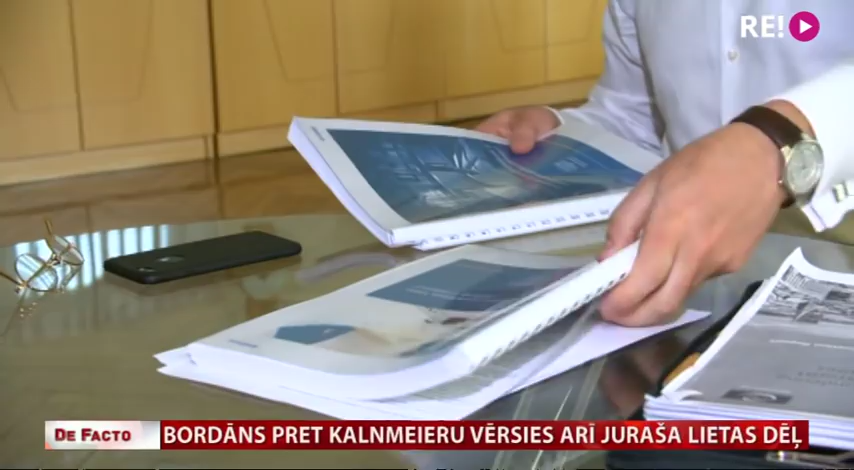 RE!
DE FACTO
BORDĀNS PRET KALNMEIERU VĒRSIES ARĪ JURAŠA LIETAS DĒĻ